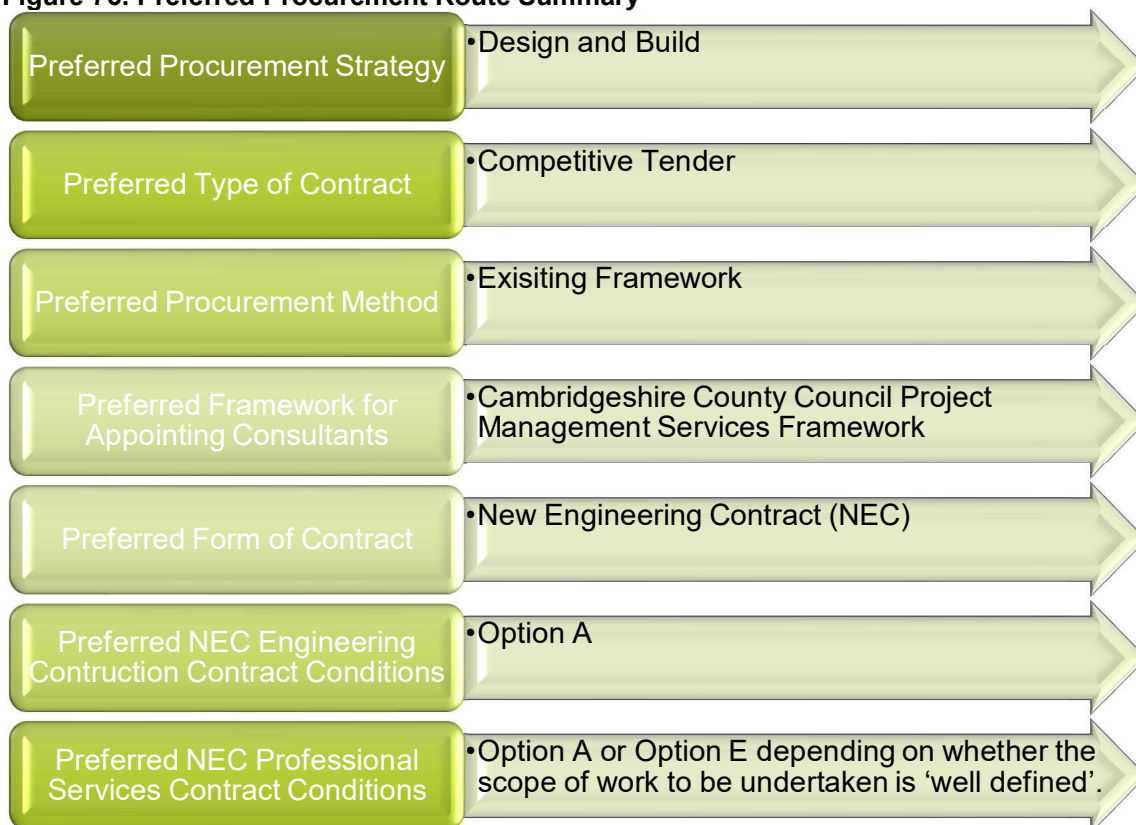 Figure 76. Preferred Procurement Route Summary
Preferred Procurement Strategy
•Design and Build
Preferred Type of Contract
•Competitive Tender
Preferred Procurement Method
•Exisiting Framework
Preferred Framework for
Appointing Consultants
•Cambridgeshire County Council Project
Management Services Framework
Preferred Form of Contract
•New Engineering Contract (NEC)
Preferred NEC Engineering
Contruction Contract Conditions
•Option A
Preferred NEC Professional
Services Contract Conditions
•Option A or Option E depending on whether the
scope of work to be undertaken is ‘well defined’.